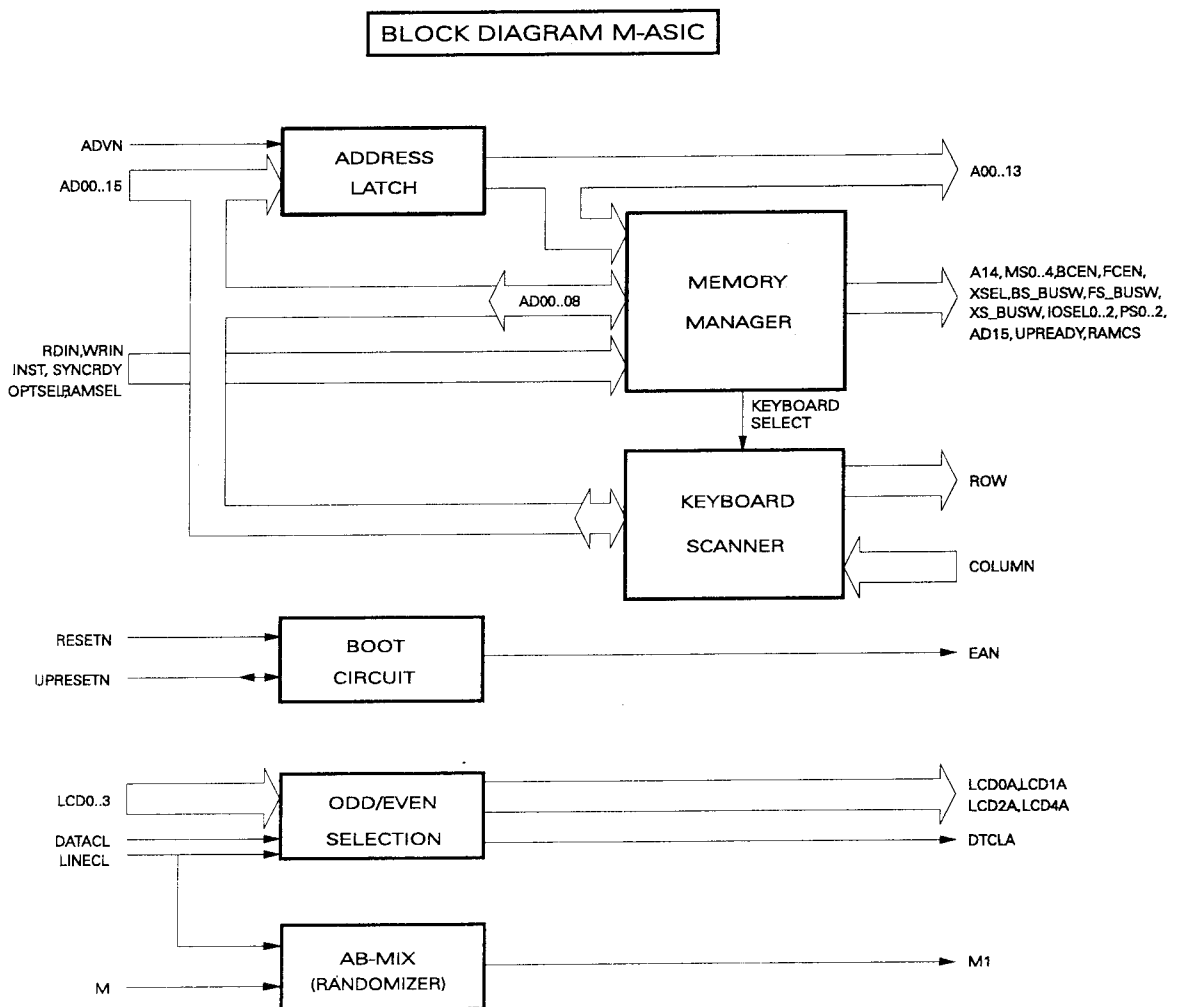 BLOCK DIAGRAM M-ASIC
ADVN
AD00..15
ADDRESS
LATCH
A00..13
AD00..08
MEMORY
MANAGER
A14,MS0..4,BCEN,FCEN,
XSEL,BS_BUSW,FS_BUSW,
XS_BUSW,IOSEL0..2,PS0..2,
AD15,UPREADY,RAMCS
RDIN,WRIN
INST, SYNCRDY
OPTSEL,RAMSEL
KEYBOARD
SELECT
KEYBOARD
SCANNER
ROW
COLUMN
RESETN
UPRESETN
BOOT
CIRCUIT
EAN
LCD0..3
DATACL
LINECL
ODD/EVEN
SELECTION
LCD0A,LCD1A
LCD2A,LCD4A
DTCLA
M
AB-MIX
(RANDOMIZER)
M1